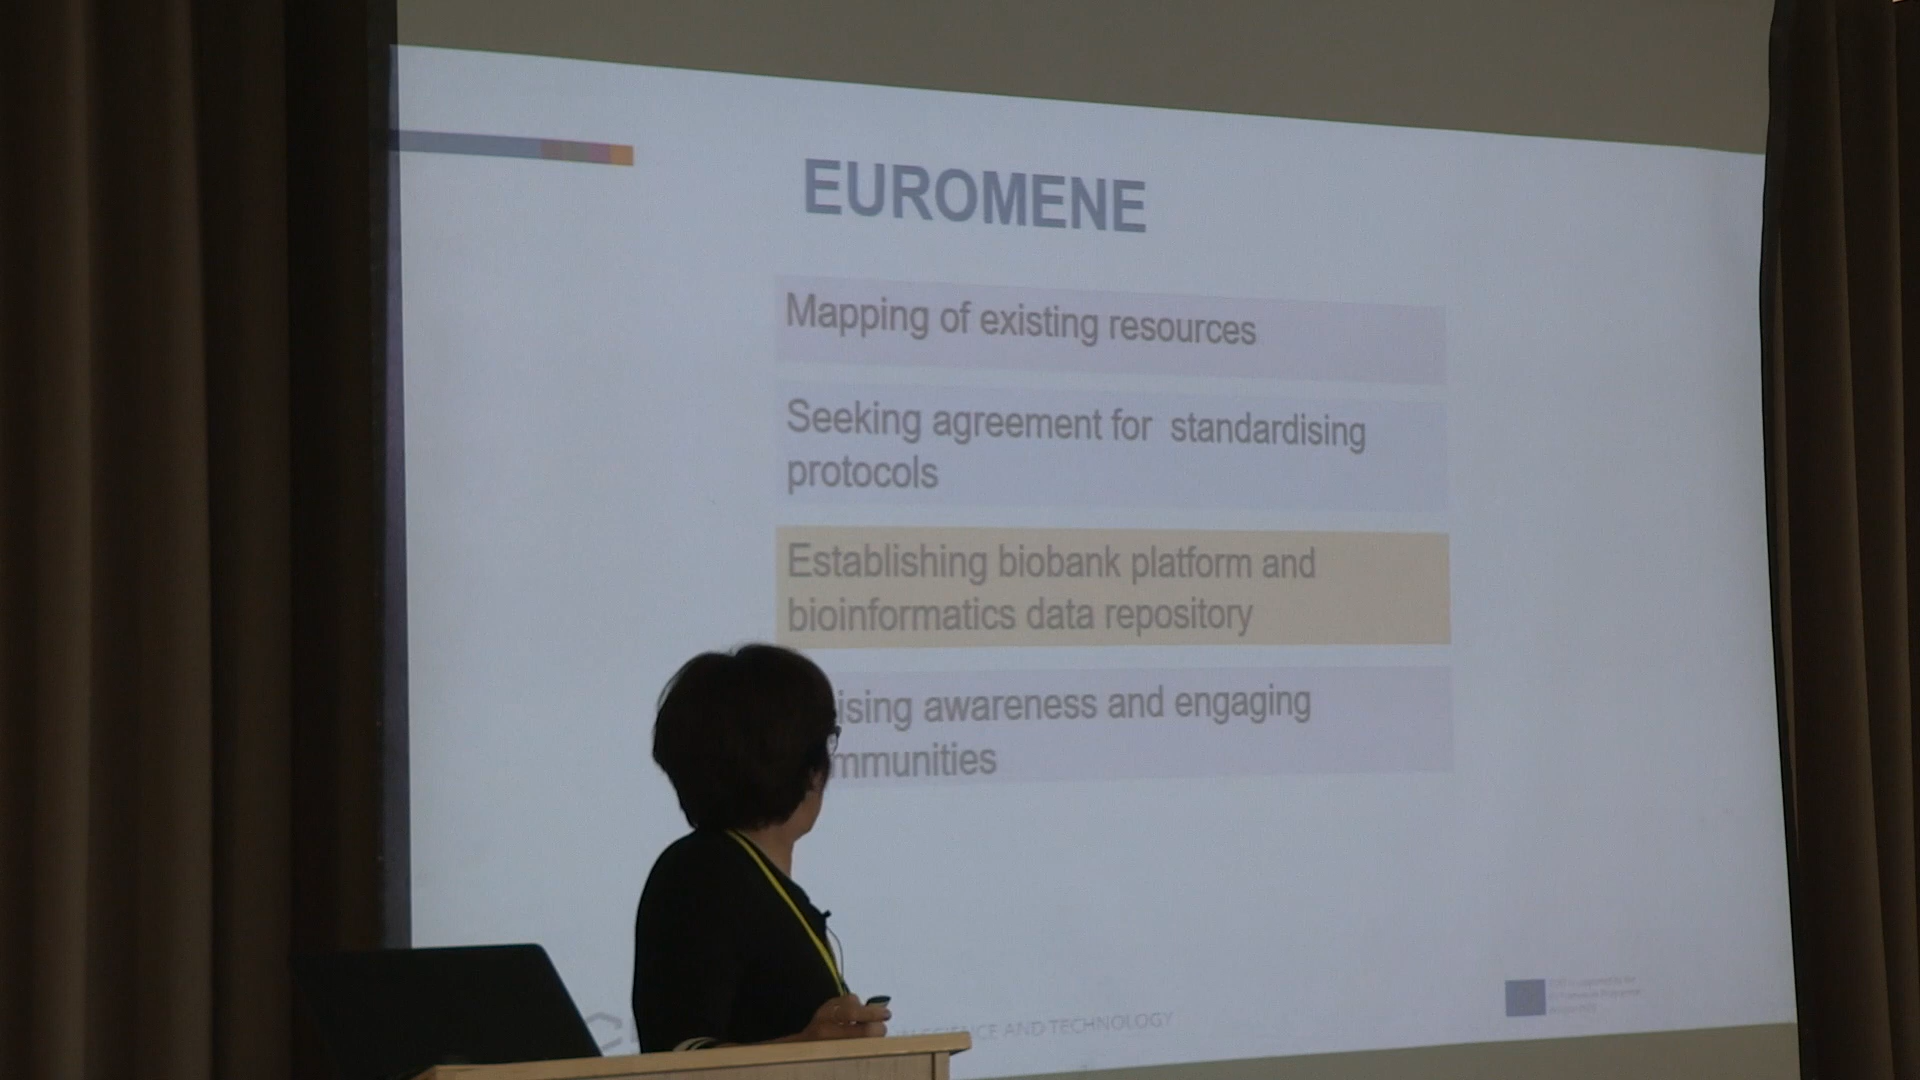 EUROMENE
Mapping of existing resources
Seeking agreement for standardising
protocols
Establishing biobank platform and
bioinformatics data repository
ising awareness and engaging
mmunities
SCIENCE AND TECHNOLOGY